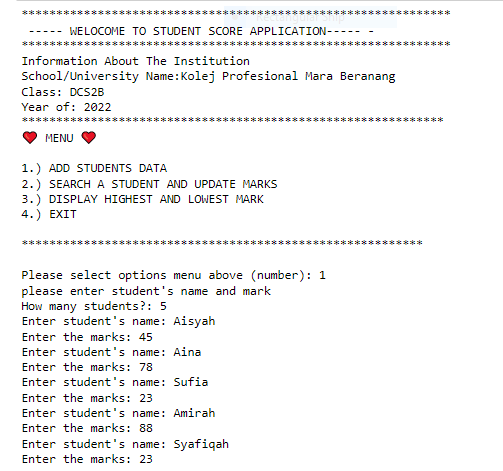 **************************************************************
----- WELOCOME TO STUDENT SCORE APPLICATION----- -
**************************************************************
Information About The Institution
School/University Name:Kolej Profesional Mara Beranang
Class: DCS2B
Year of: 2022
*************************************************************
❤ MENU ❤
1.) ADD STUDENTS DATA
2.) SEARCH A STUDENT AND UPDATE MARKS
3.) DISPLAY HIGHEST AND LOWEST MARK
4.) EXIT
**********************************************************
Please select options menu above (number): 1
please enter student's name and mark
How many students?: 5
Enter student's name: Aisyah
Enter the marks: 45
Enter student's name: Aina
Enter the marks: 78
Enter student's name: Sufia
Enter the marks: 23
Enter student's name: Amirah
Enter the marks: 88
Enter student's name: Syafiqah
Enter the marks: 23